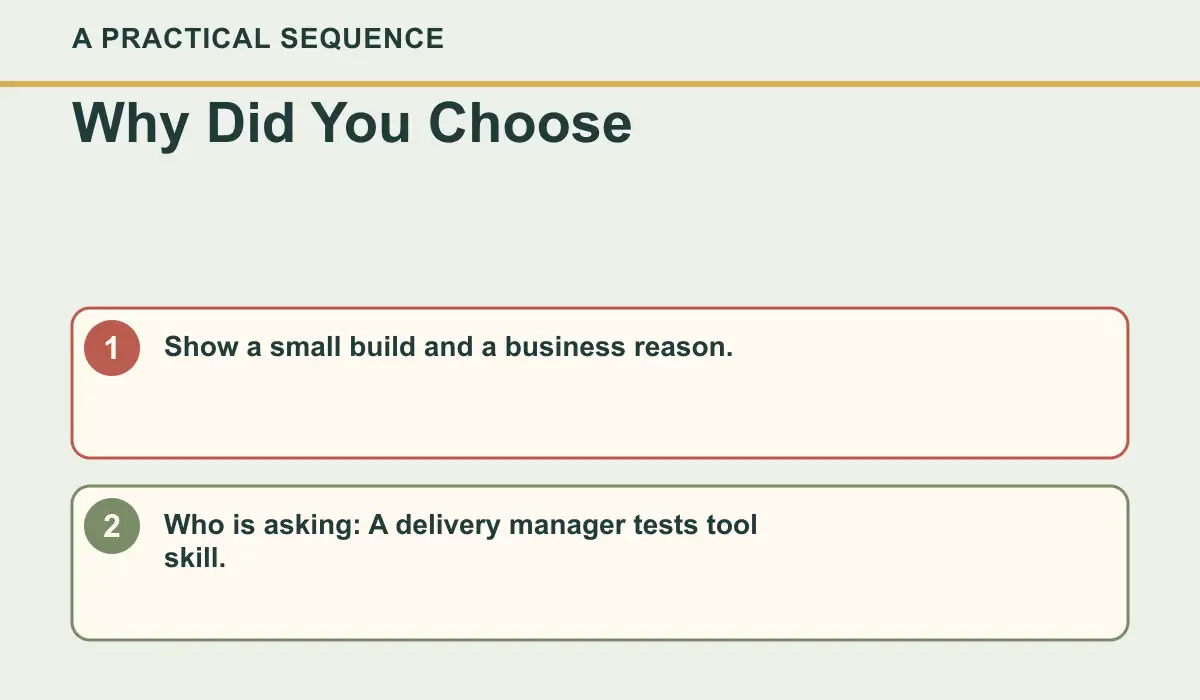 A PRACTICAL SEQUENCE
Why Did You Choose
1
Show a small build and a business reason.
2
Who is asking: A delivery manager tests tool
skill.